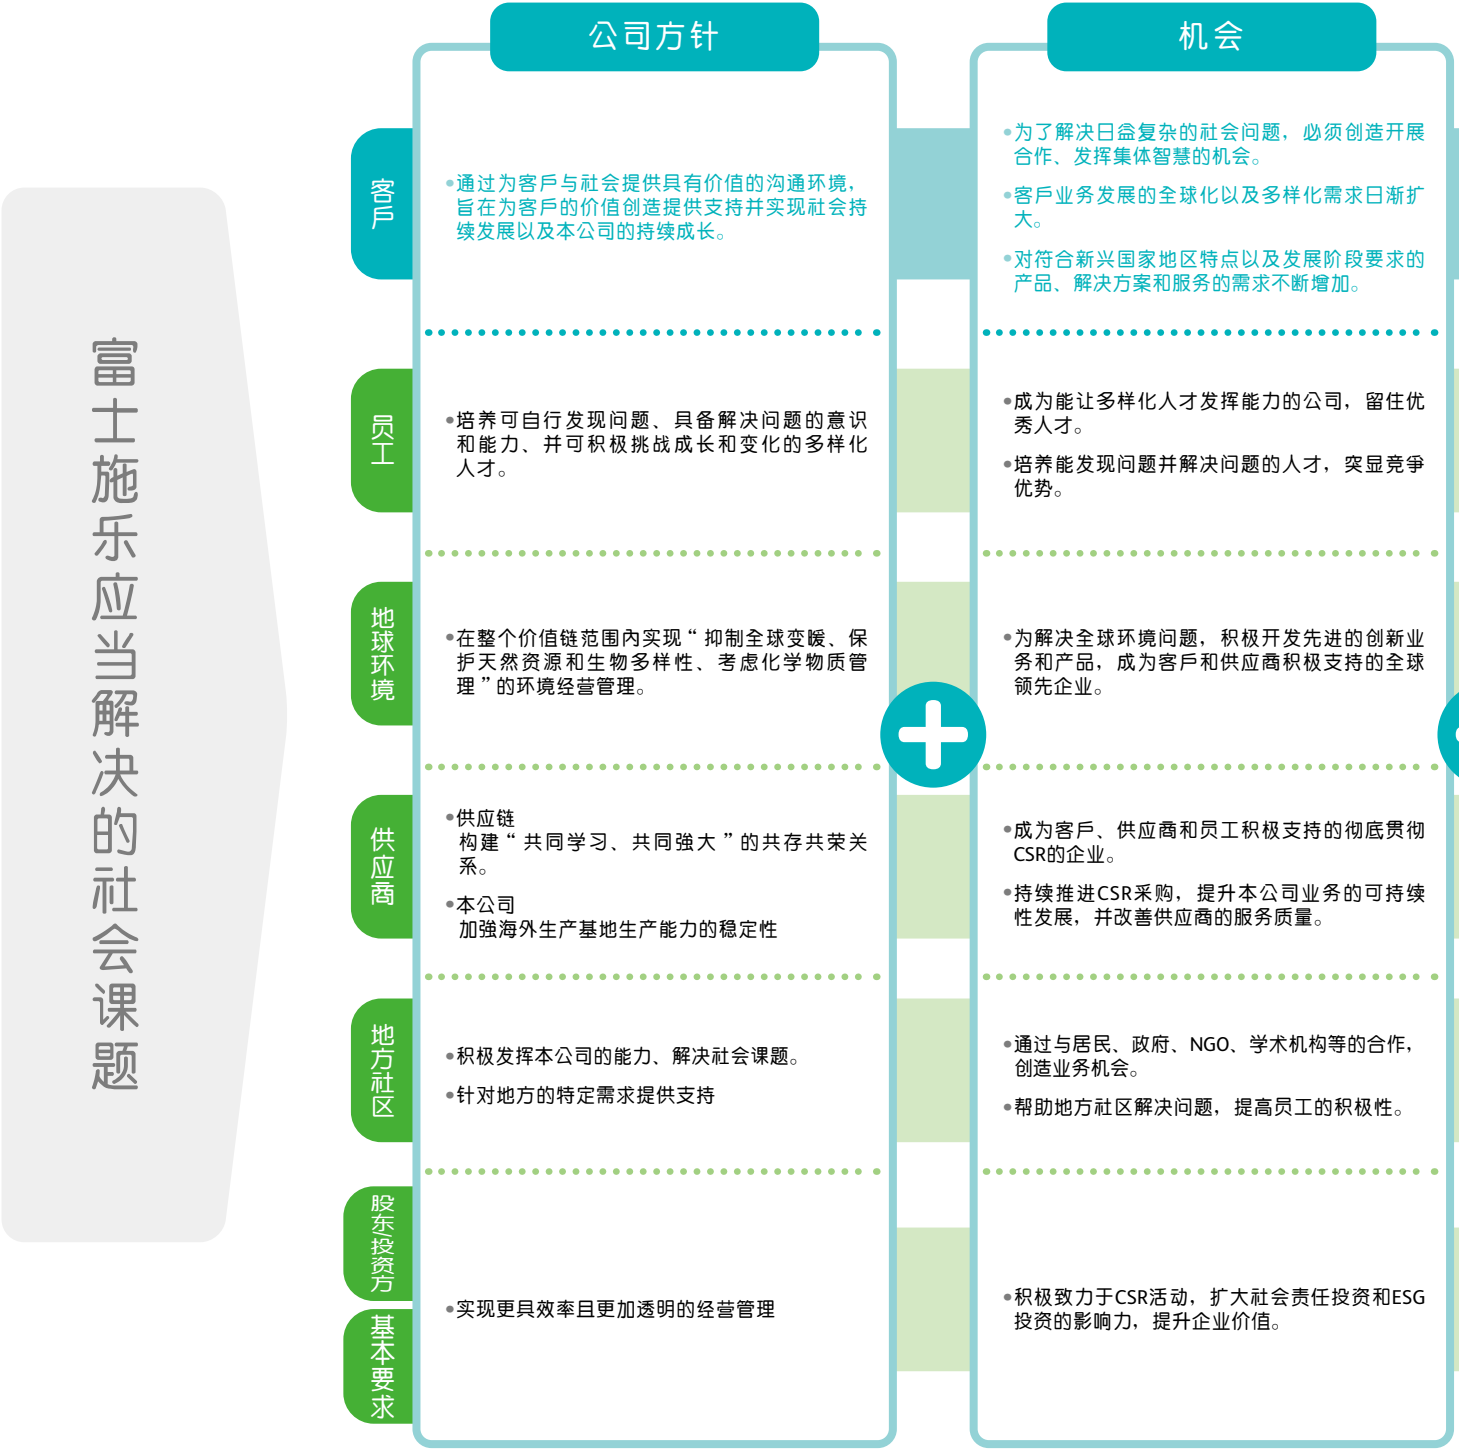 富士施乐应当解决的社会课题
公司方针
机会
客户
•通过为客户与社会提供具有价值的沟通环境，
旨在为客户的价值创造提供支持并实现社会持
续发展以及本公司的持续成长。
•为了解决日益复杂的社会问题，必须创造开展
合作、发挥集体智慧的机会。
•客户业务发展的全球化以及多样化需求日渐扩
大。
•对符合新兴国家地区特点以及发展阶段要求的
产品、解决方案和服务的需求不断增加。
员工
•培养可自行发现问题、具备解决问题的意识
和能力、并可积极挑战成长和变化的多样化
人才。
•成为能让多样化人才发挥能力的公司，留住优
秀人才。
•培养能发现问题并解决问题的人才，突显竞争
优势。
地球环境
•在整个价值链范围内实现“抑制全球变暖、保
护天然资源和生物多样性、考虑化学物质管
理”的环境经营管理。
•为解决全球环境问题，积极开发先进的创新业
务和产品，成为客户和供应商积极支持的全球
领先企业。
供应商
•供应链
构建“共同学习、共同強大”的共存共荣关
系。
•本公司
加強海外生产基地生产能力的稳定性
•成为客户、供应商和员工积极支持的彻底贯彻
CSR的企业。
•持续推进CSR采购，提升本公司业务的可持续
性发展，并改善供应商的服务质量。
地方社区
•积极发挥本公司的能力、解决社会课题。
•针对地方的特定需求提供支持
•通过与居民、政府、NGO、学术机构等的合作，
创造业务机会。
•帮助地方社区解决问题，提高员工的积极性。
股东/投资方
基本要求
•实现更具效率且更加透明的经营管理
•积极致力于CSR活动，扩大社会责任投资和ESG
投资的影响力，提升企业价值。